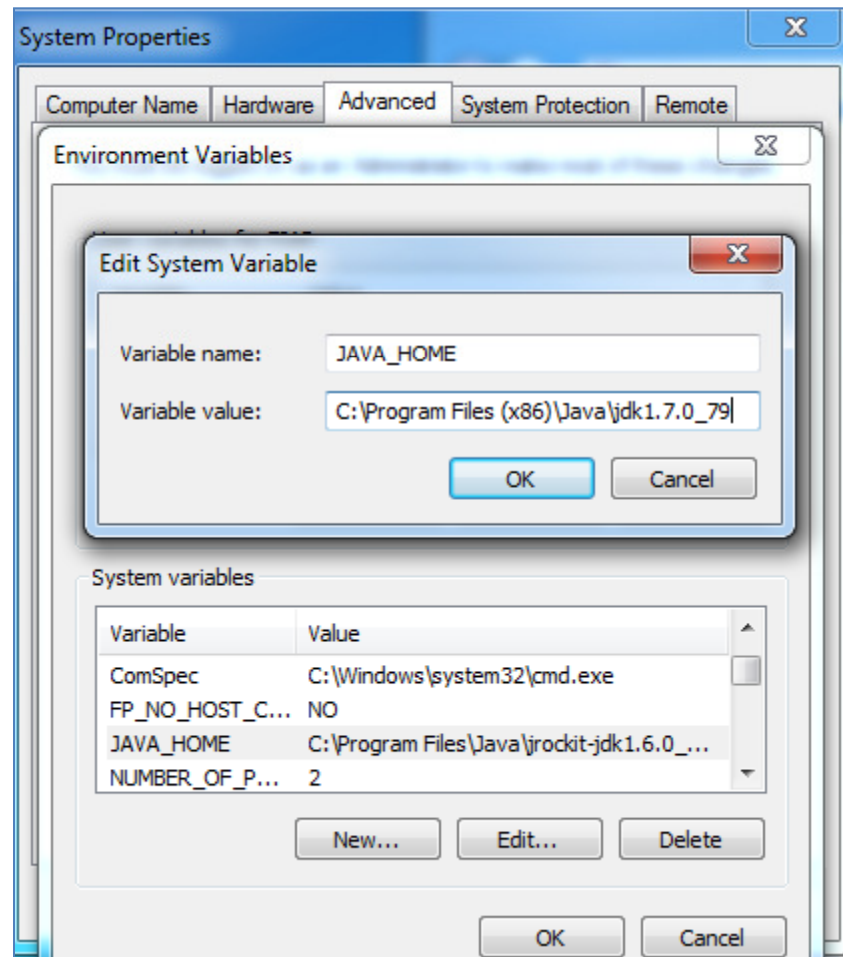 System Properties
Computer Name Hardware Advanced System Protection Remote
Environment Variables
Edit System Variable
Variable name: JAVA_HOME
Variable value: C:\Program Files (x86)\Java\jdk1.7.0_79
OK Cancel
System variables
Variable Value
ComSpec C:\Windows\system32\cmd.exe
FP_NO_HOST_C... NO
JAVA_HOME C:\Program Files\Java\jrockit-jdk1.6.0_...
NUMBER_OF_P... 2
New... Edit... Delete
OK Cancel